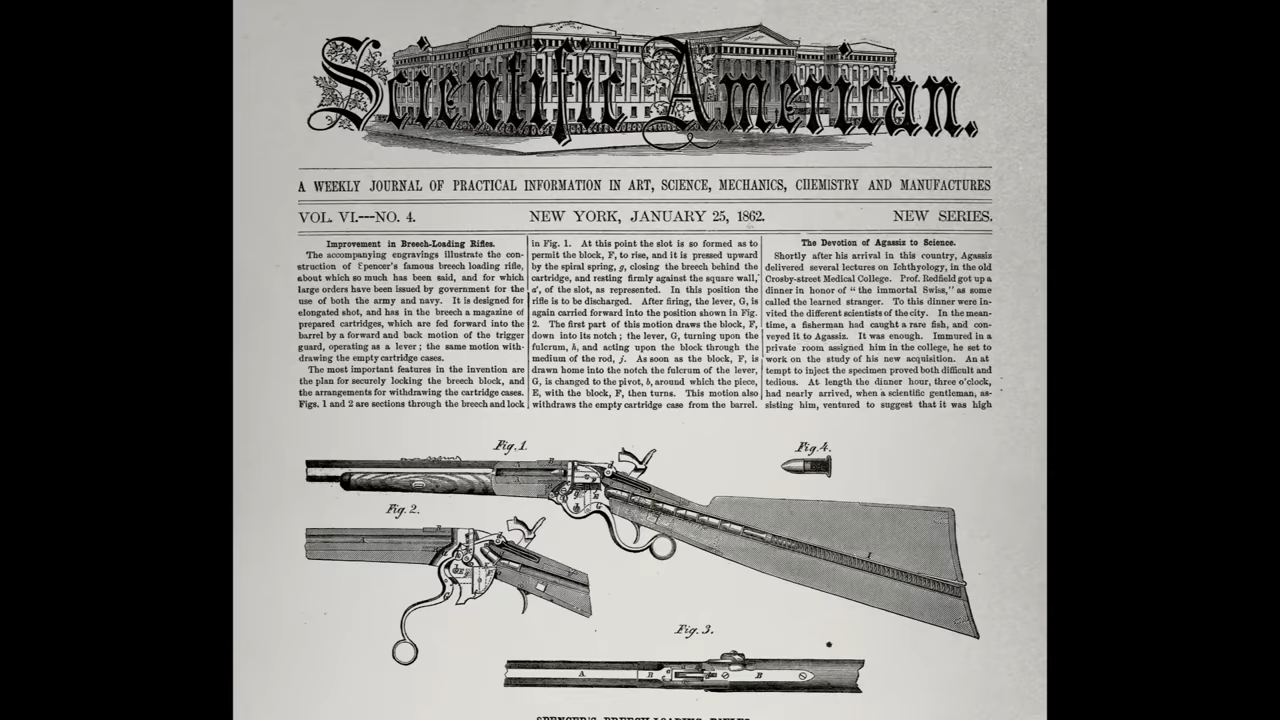 Scientific American.
A WEEKLY JOURNAL OF PRACTICAL INFORMATION IN ART, SCIENCE, MECHANICS, CHEMISTRY AND MANUFACTURES
VOL. VI.---NO. 4.
NEW YORK, JANUARY 25, 1862.
NEW SERIES.
Improvement in Breech-Loading Rifles.
The accompanying engravings illustrate the con-
struction of Spencer's famous breech loading rifle,
about which so much has been said, and for which
large orders have been issued by government for the
use of both the army and navy. It is designed for
elongated shot, and has in the breech a magazine of
prepared cartridges, which are fed forward into the
barrel by a forward and back motion of the trigger
guard, operating as a lever ; the same motion with-
drawing the empty cartridge cases.
The most important features in the invention are
the plan for securely locking the breech block, and
the arrangements for withdrawing the cartridge cases.
Figs. 1 and 2 are sections through the breech and lock
in Fig. 1. At this point the slot is so formed as to
permit the block, F, to rise, and it is pressed upward
by the spiral spring, g, closing the breech behind the
cartridge, and resting firmly against the square wall,
a', of the slot, as represented. In this position the
rifle is to be discharged. After firing, the lever, G, is
again carried forward into the position shown in Fig.
2. The first part of this motion draws the block, F,
down into its notch ; the lever, G, turning upon the
fulcrum, h, and acting upon the block through the
medium of the rod, j. As soon as the block, F, is
drawn home into the notch the fulcrum of the lever,
G, is changed to the pivot, b, around which the piece,
E, with the block, F, then turns. This motion also
withdraws the empty cartridge case from the barrel.
The Devotion of Agassiz to Science.
Shortly after his arrival in this country, Agassiz
delivered several lectures on Ichthyology, in the old
Crosby-street Medical College. Prof. Redfield got up a
dinner in honor of " the immortal Swiss," as some
called the learned stranger. To this dinner were in-
vited the different scientists of the city. In the mean-
time, a fisherman had caught a rare fish, and con-
veyed it to Agassiz. It was enough. Immured in a
private room assigned him in the college, he set to
work on the study of his new acquisition. An at
tempt to inject the specimen proved both difficult and
tedious. At length the dinner hour, three o'clock,
had nearly arrived, when a scientific gentleman, as-
sisting him, ventured to suggest that it was high
Fig. 1.
Fig. 4.
Fig. 2.
Fig. 3.
A B B
SPENCER'S BREECH-LOADING RIFLES